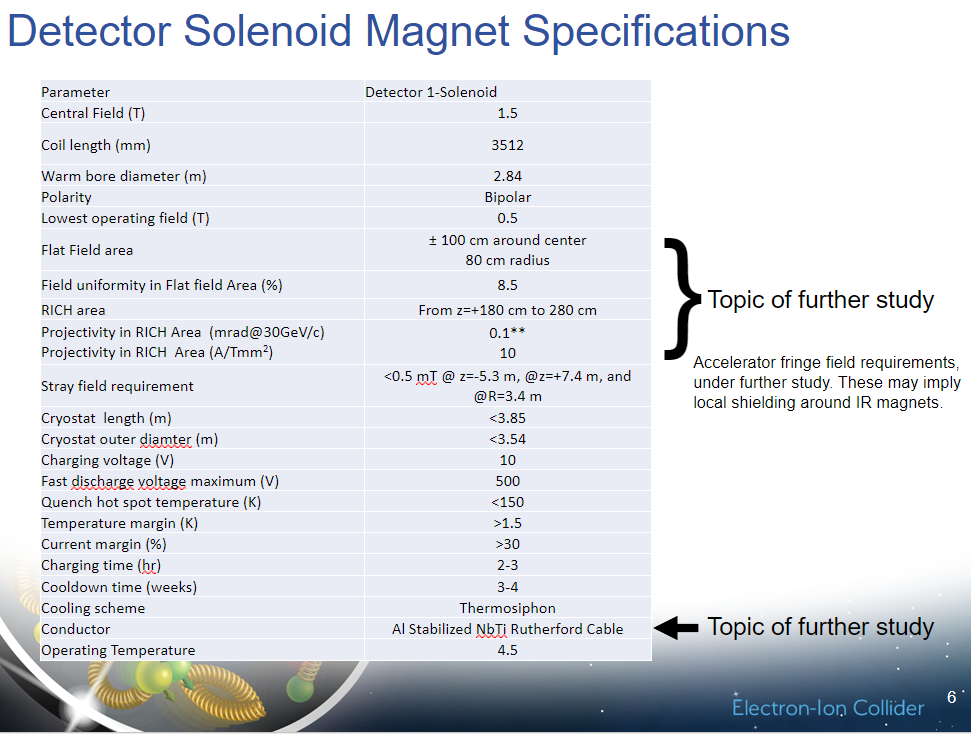 Detector Solenoid Magnet Specifications
Parameter Detector 1-Solenoid
Central Field (T) 1.5
Coil length (mm) 3512
Warm bore diameter (m) 2.84
Polarity Bipolar
Lowest operating field (T) 0.5
Flat Field area ± 100 cm around center
80 cm radius
Field uniformity in Flat field Area (%) 8.5
RICH area From z=+180 cm to 280 cm
Projectivity in RICH Area (mrad@30GeV/c) 0.1**
Projectivity in RICH Area (A/Tmm²) 10
Stray field requirement <0.5 mT @ z=-5.3 m, @z=+7.4 m, and
@R=3.4 m
Cryostat length (m) <3.85
Cryostat outer diamter (m) <3.54
Charging voltage (V) 10
Fast discharge voltage maximum (V) 500
Quench hot spot temperature (K) <150
Temperature margin (K) >1.5
Current margin (%) >30
Charging time (hr) 2-3
Cooldown time (weeks) 3-4
Cooling scheme Thermosiphon
Conductor Al Stabilized NbTi Rutherford Cable
Operating Temperature 4.5
Topic of further study
Accelerator fringe field requirements,
under further study. These may imply
local shielding around IR magnets.
Topic of further study
Electron-Ion Collider
6